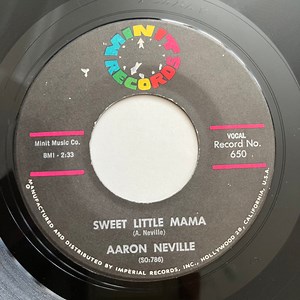 MINIT
RECORDS
Minit Music Co.
BMI - 2:33
VOCAL
Record No.
650
SWEET LITTLE MAMA
(A. Neville)
AARON NEVILLE
(SO:786)
MANUFACTURED AND DISTRIBUTED BY IMPERIAL RECORDS, INC., HOLLYWOOD 28, CALIFORNIA, U.S.A.